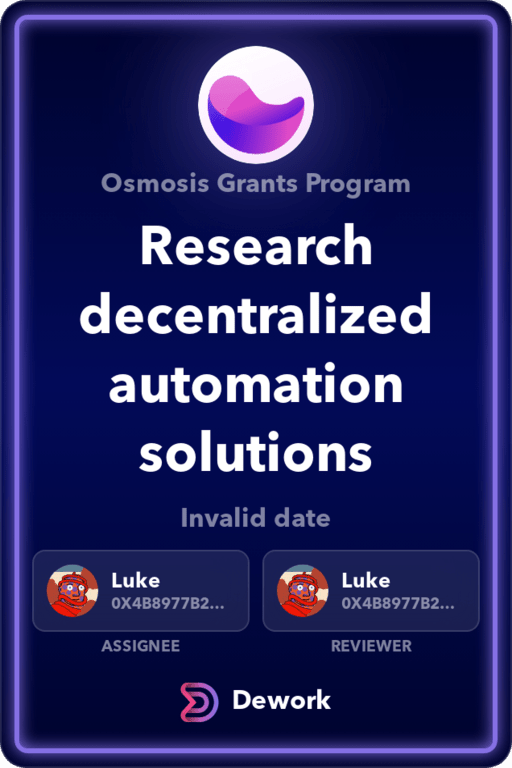 Osmosis Grants Program
Research
decentralized
automation
solutions
Invalid date
Luke
0X4B8977B2...
ASSIGNEE
Luke
0X4B8977B2...
REVIEWER
Dework